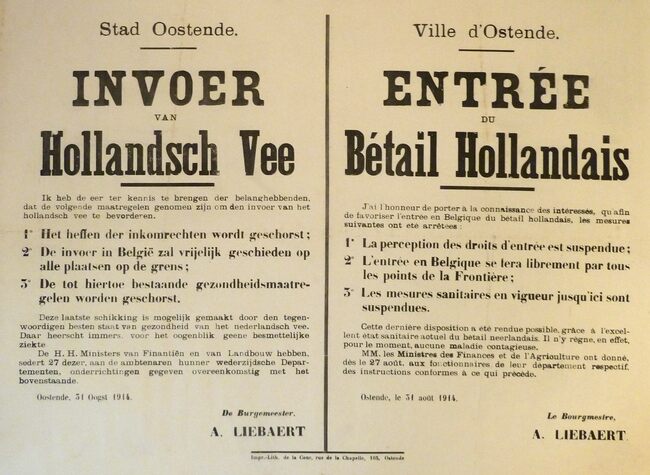 Stad Oostende.
INVOER
VAN
Hollandsch Vee
Ik heb de eer ter kennis te brengen der belanghebbenden,
dat de volgende maatregelen genomen zijn om den invoer van het
hollandsch vee te bevorderen.
1° Het heffen der inkomrechten wordt geschorst;
2° De invoer in België zal vrijelijk geschieden op
alle plaatsen op de grens;
3° De tot hiertoe bestaande gezondheidsmaatre-
gelen worden geschorst.
Deze laatste schikking is mogelijk gemaakt door den tegen-
woordigen besten staat van gezondheid van het nederlandsch vee.
Daar heerscht immers, voor het oogenblik geene besmettelijke
ziekte
De H. H. Ministers van Finantiën en van Landbouw hebben,
sedert 27 dezer, aan de ambtenaren hunner wederzijdsche Depar-
tementen, onderrichtingen gegeven overeenkomstig met het
bovenstaande.
Oostende, 31 Oogst 1914.
De Burgemeester,
A. LIEBAERT
Ville d'Ostende.
ENTRÉE
DU
Bétail Hollandais
J'ai l'honneur de porter à la connaissance des intéressés, qu'afin
de favoriser l'entrée en Belgique du bétail hollandais, les mesures
suivantes ont été arrêtées :
1° La perception des droits d'entrée est suspendue;
2° L'entrée en Belgique se fera librement par tous
les points de la Frontière;
3° Les mesures sanitaires en vigueur jusqu'ici sont
suspendues.
Cette dernière disposition a été rendue possible, grâce à l'excel-
lent état sanitaire actuel du bétail neerlandais. Il n'y règne, en effet,
pour le moment, aucune maladie contagieuse.
MM. les Ministres des Finances et de l'Agriculture ont donné,
dès le 27 août, aux fonctionnaires de leur département respectif,
des instructions conformes à ce qui précède.
Ostende, le 31 août 1914.
Le Bourgmestre,
A. LIEBAERT.
Impr.-Lith. de la Cour, rue de la Chapelle, 105, Ostende